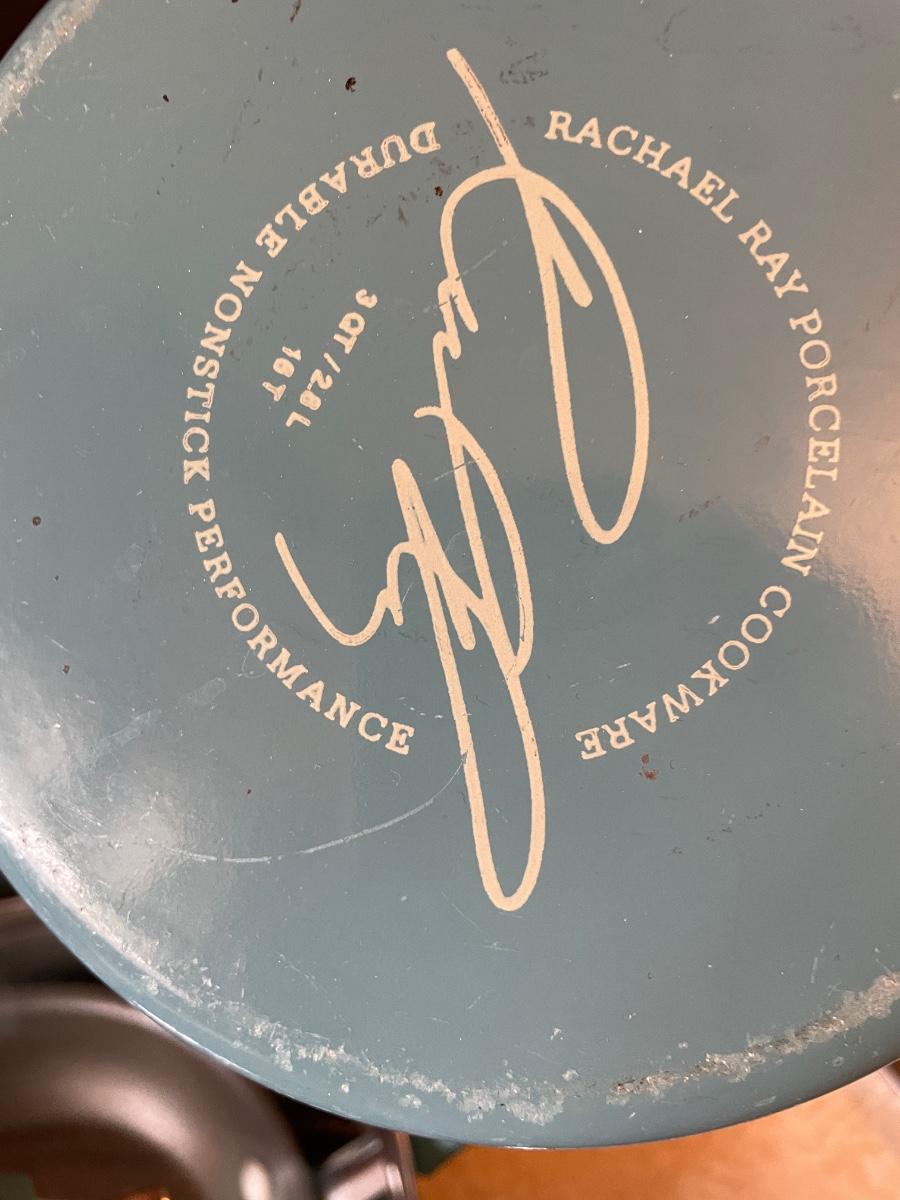 RACHAEL RAY PORCELAIN COOKWARE
DURABLE NONSTICK PERFORMANCE
3QT/2.8L
16T